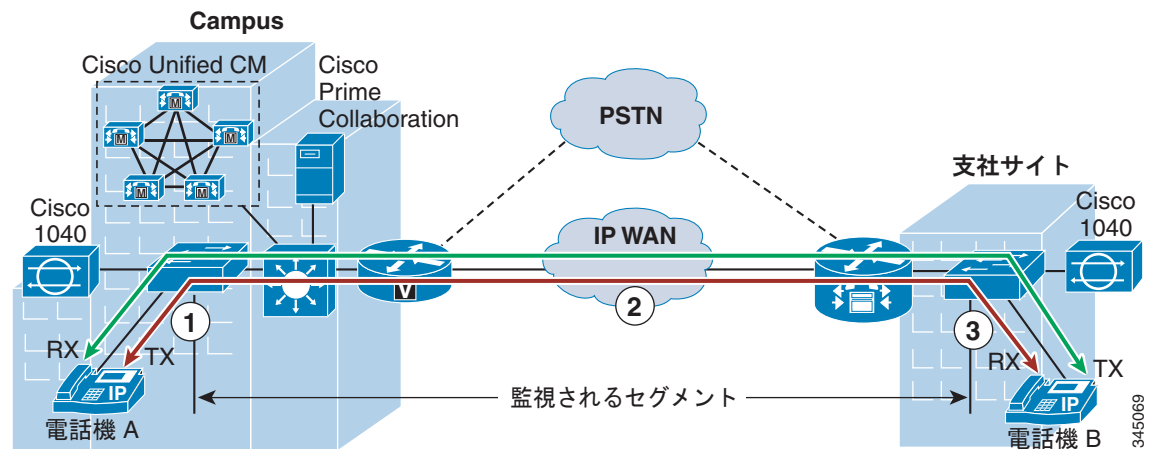 Campus
Cisco Unified CM
Cisco
Prime
Collaboration
M
M
M
M
M
PSTN
支社サイト
Cisco
1040
Cisco
1040
IP WAN
V
1
2
3
RX
TX
RX
TX
IP
IP
監視されるセグメント
電話機 A
電話機 B
345069